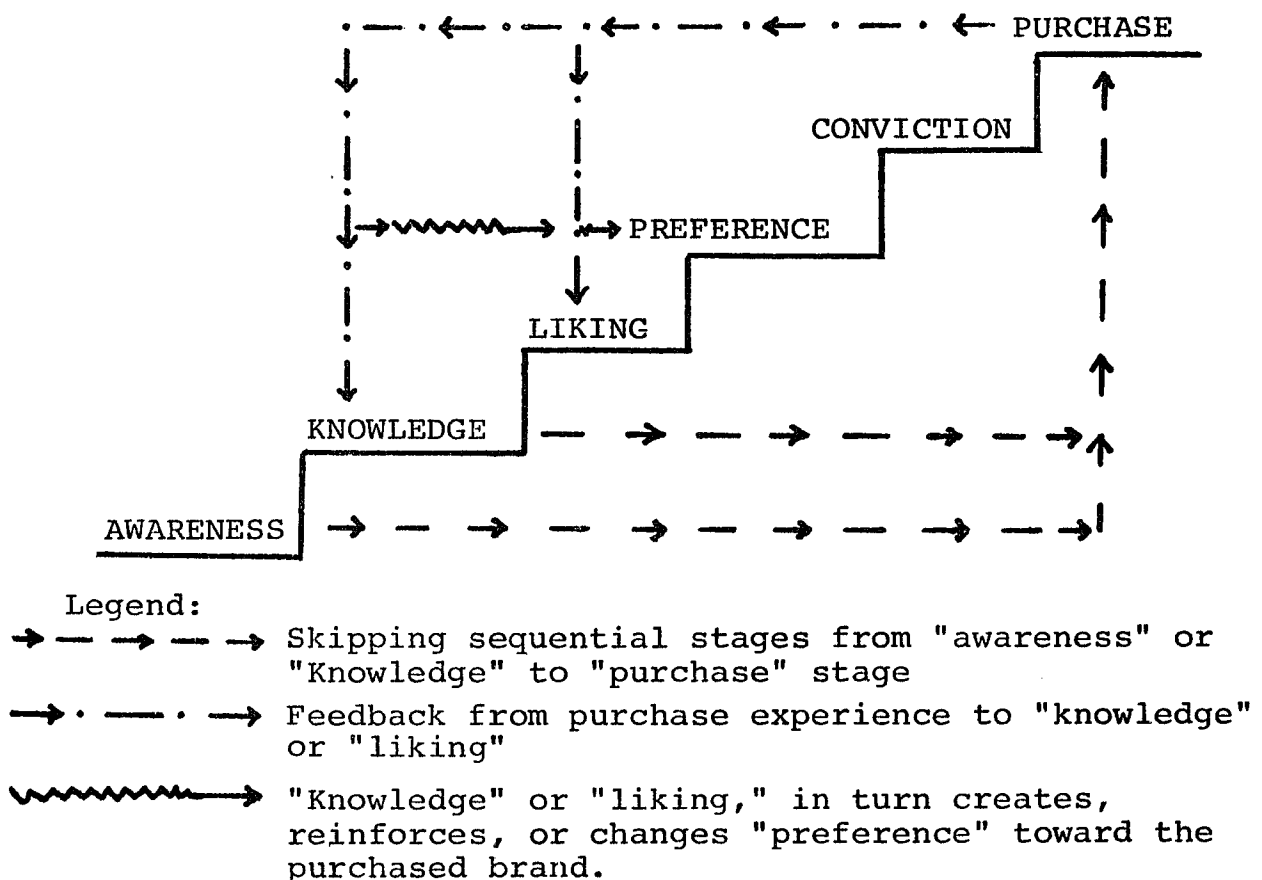 PURCHASE
CONVICTION
PREFERENCE
LIKING
KNOWLEDGE
AWARENESS
Legend:
Skipping sequential stages from "awareness" or
"Knowledge" to "purchase" stage
Feedback from purchase experience to "knowledge"
or "liking"
"Knowledge" or "liking," in turn creates,
reinforces, or changes "preference" toward the
purchased brand.